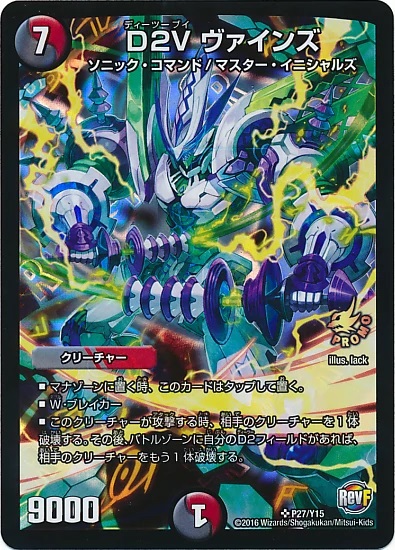 7
ディーツーブイ
D2V ヴァインズ
ソニック・コマンド / マスター・イニシャルズ
PROMO
illus. lack
クリーチャー
■ マナゾーンに置く時、このカードはタップして置く。
■ W・ブレイカー
■ このクリーチャーが攻撃する時、相手のクリーチャーを1体
破壊する。その後、バトルゾーンに自分のD2フィールドがあれば、
相手のクリーチャーをもう1体破壊する。
9000
1
RevF
P27/Y15
©2016 Wizards/Shogakukan/Mitsui-Kids